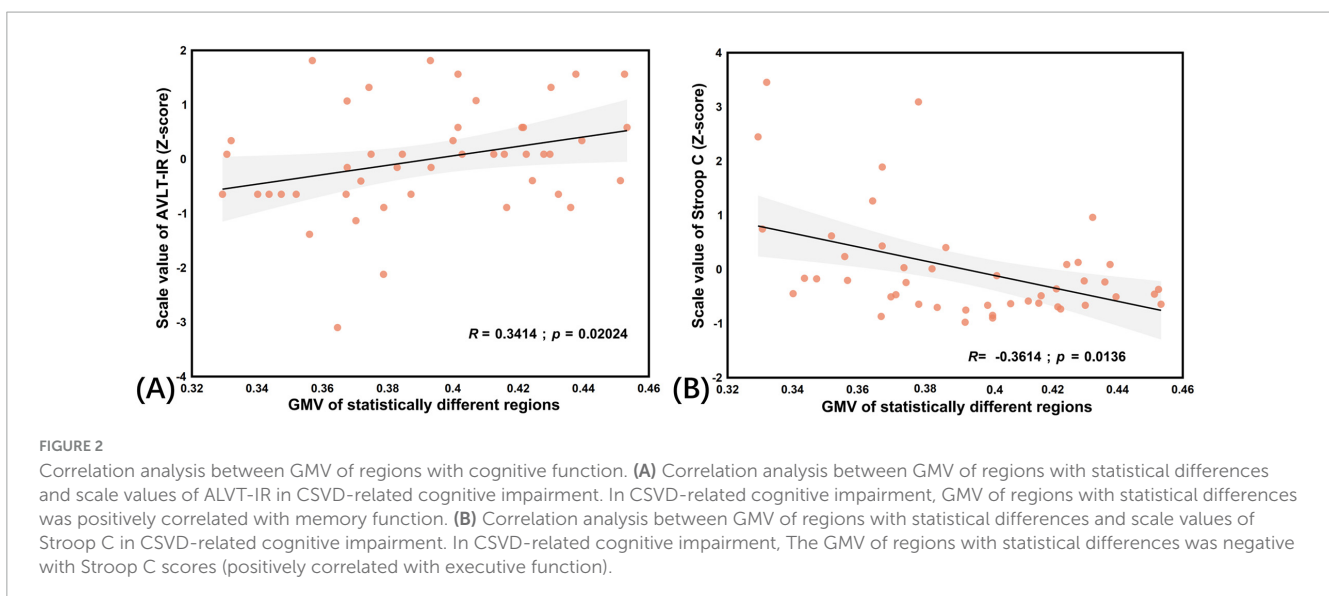 2
1
0
-1
-2
-3
-4
Scale value of AVLT-IR (Z-score)
R = 0.3414 ; p = 0.02024
0.32 0.34 0.36 0.38 0.4 0.42 0.44 0.46
(A)
GMV of statistically different regions
4
3
2
1
0
-1
-2
Scale value of Stroop C (Z-score)
R= -0.3614 ; p = 0.0136
0.32 0.34 0.36 0.38 0.4 0.42 0.44 0.46
(B)
GMV of statistically different regions
FIGURE 2
Correlation analysis between GMV of regions with cognitive function. (A) Correlation analysis between GMV of regions with statistical differences
and scale values of ALVT-IR in CSVD-related cognitive impairment. In CSVD-related cognitive impairment, GMV of regions with statistical differences
was positively correlated with memory function. (B) Correlation analysis between GMV of regions with statistical differences and scale values of
Stroop C in CSVD-related cognitive impairment. In CSVD-related cognitive impairment, The GMV of regions with statistical differences was negative
with Stroop C scores (positively correlated with executive function).